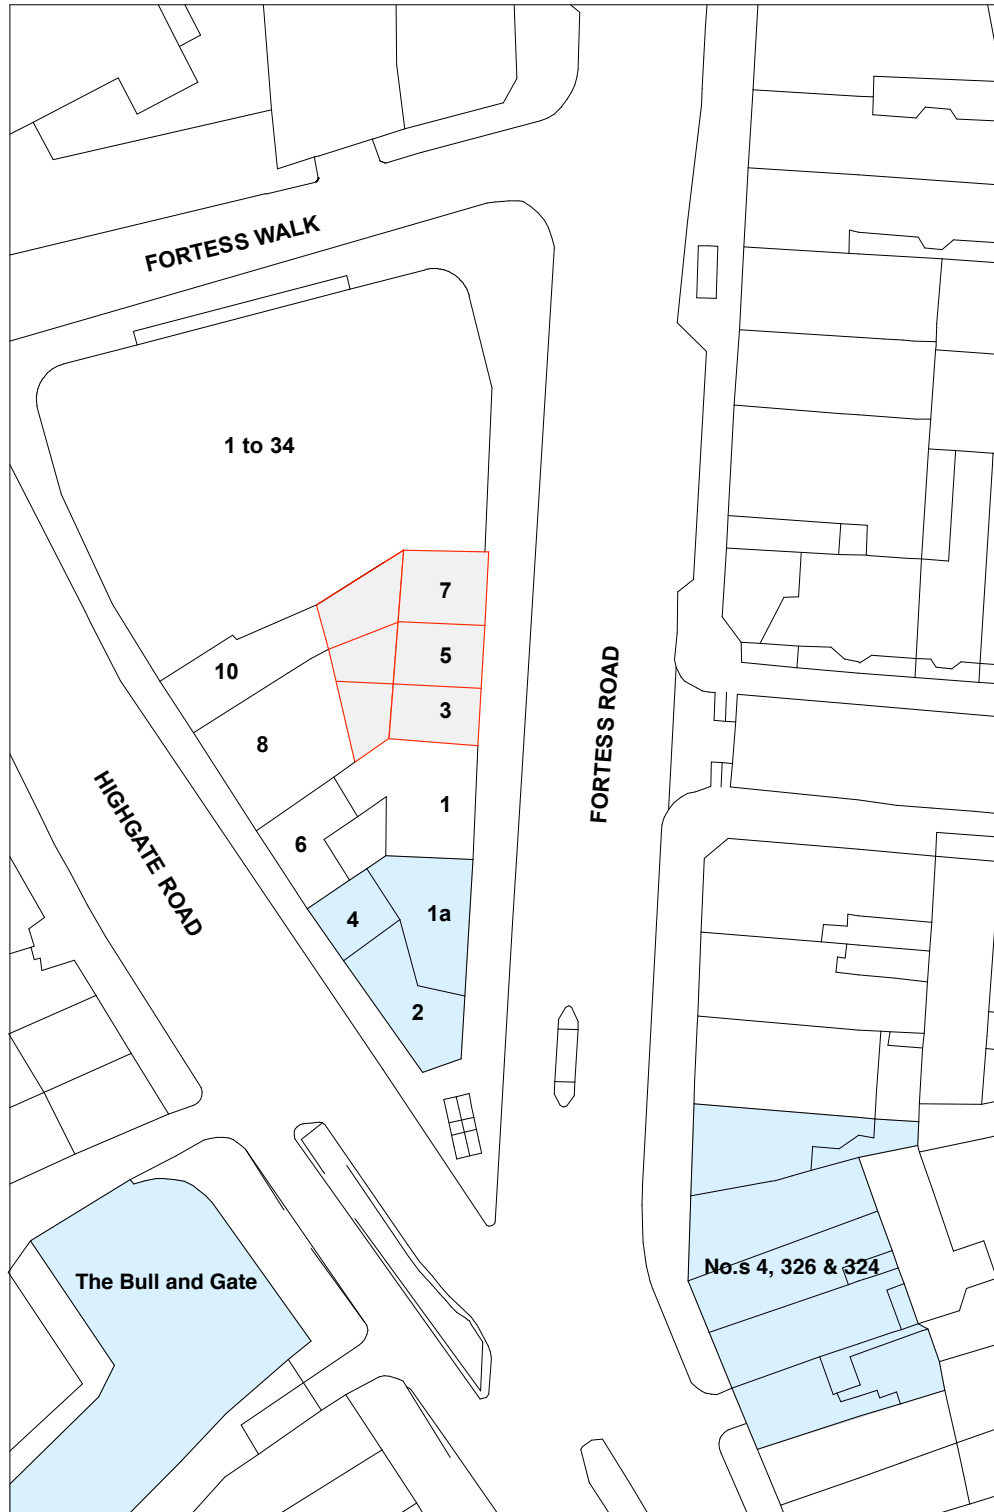 FORTESS WALK
1 to 34
7
5
10
3
8
FORTESS ROAD
HIGHGATE ROAD
1
6
4
1a
2
No.s 4, 326 & 324
The Bull and Gate